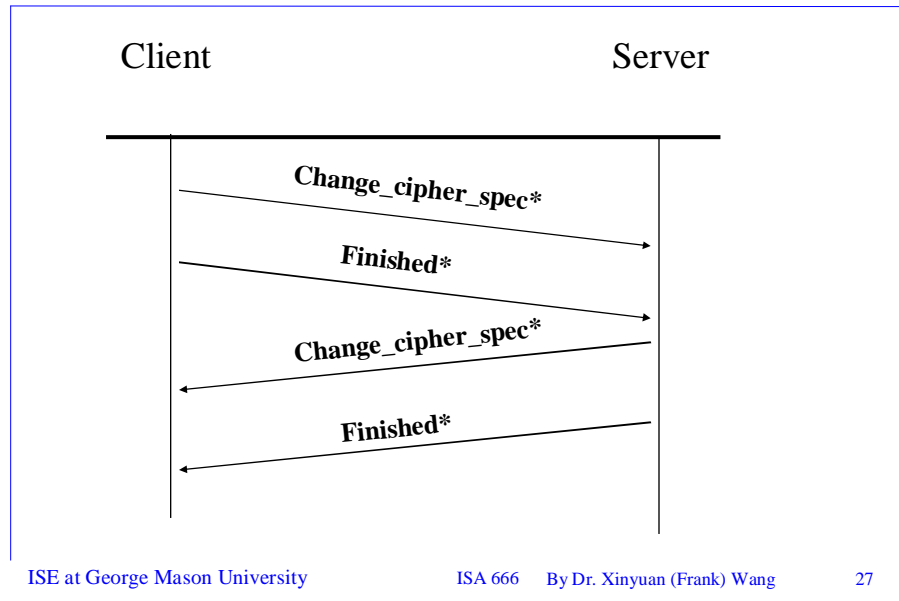 Client Server
Change_cipher_spec*
Finished*
Change_cipher_spec*
Finished*
ISE at George Mason University ISA 666 By Dr. Xinyuan (Frank) Wang 27